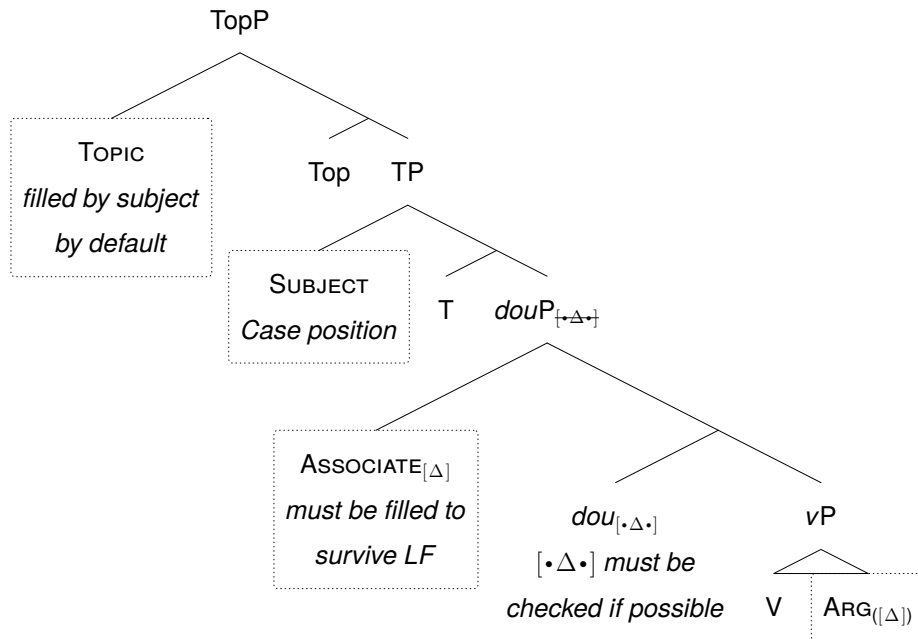 TopP
TOPIC
filled by subject
by default
Top TP
SUBJECT
Case position
T douP[•Δ•]
ASSOCIATE[Δ]
must be filled to
survive LF
dou[•Δ•]
[•Δ•] must be
checked if possible
vP
V ARG([Δ])